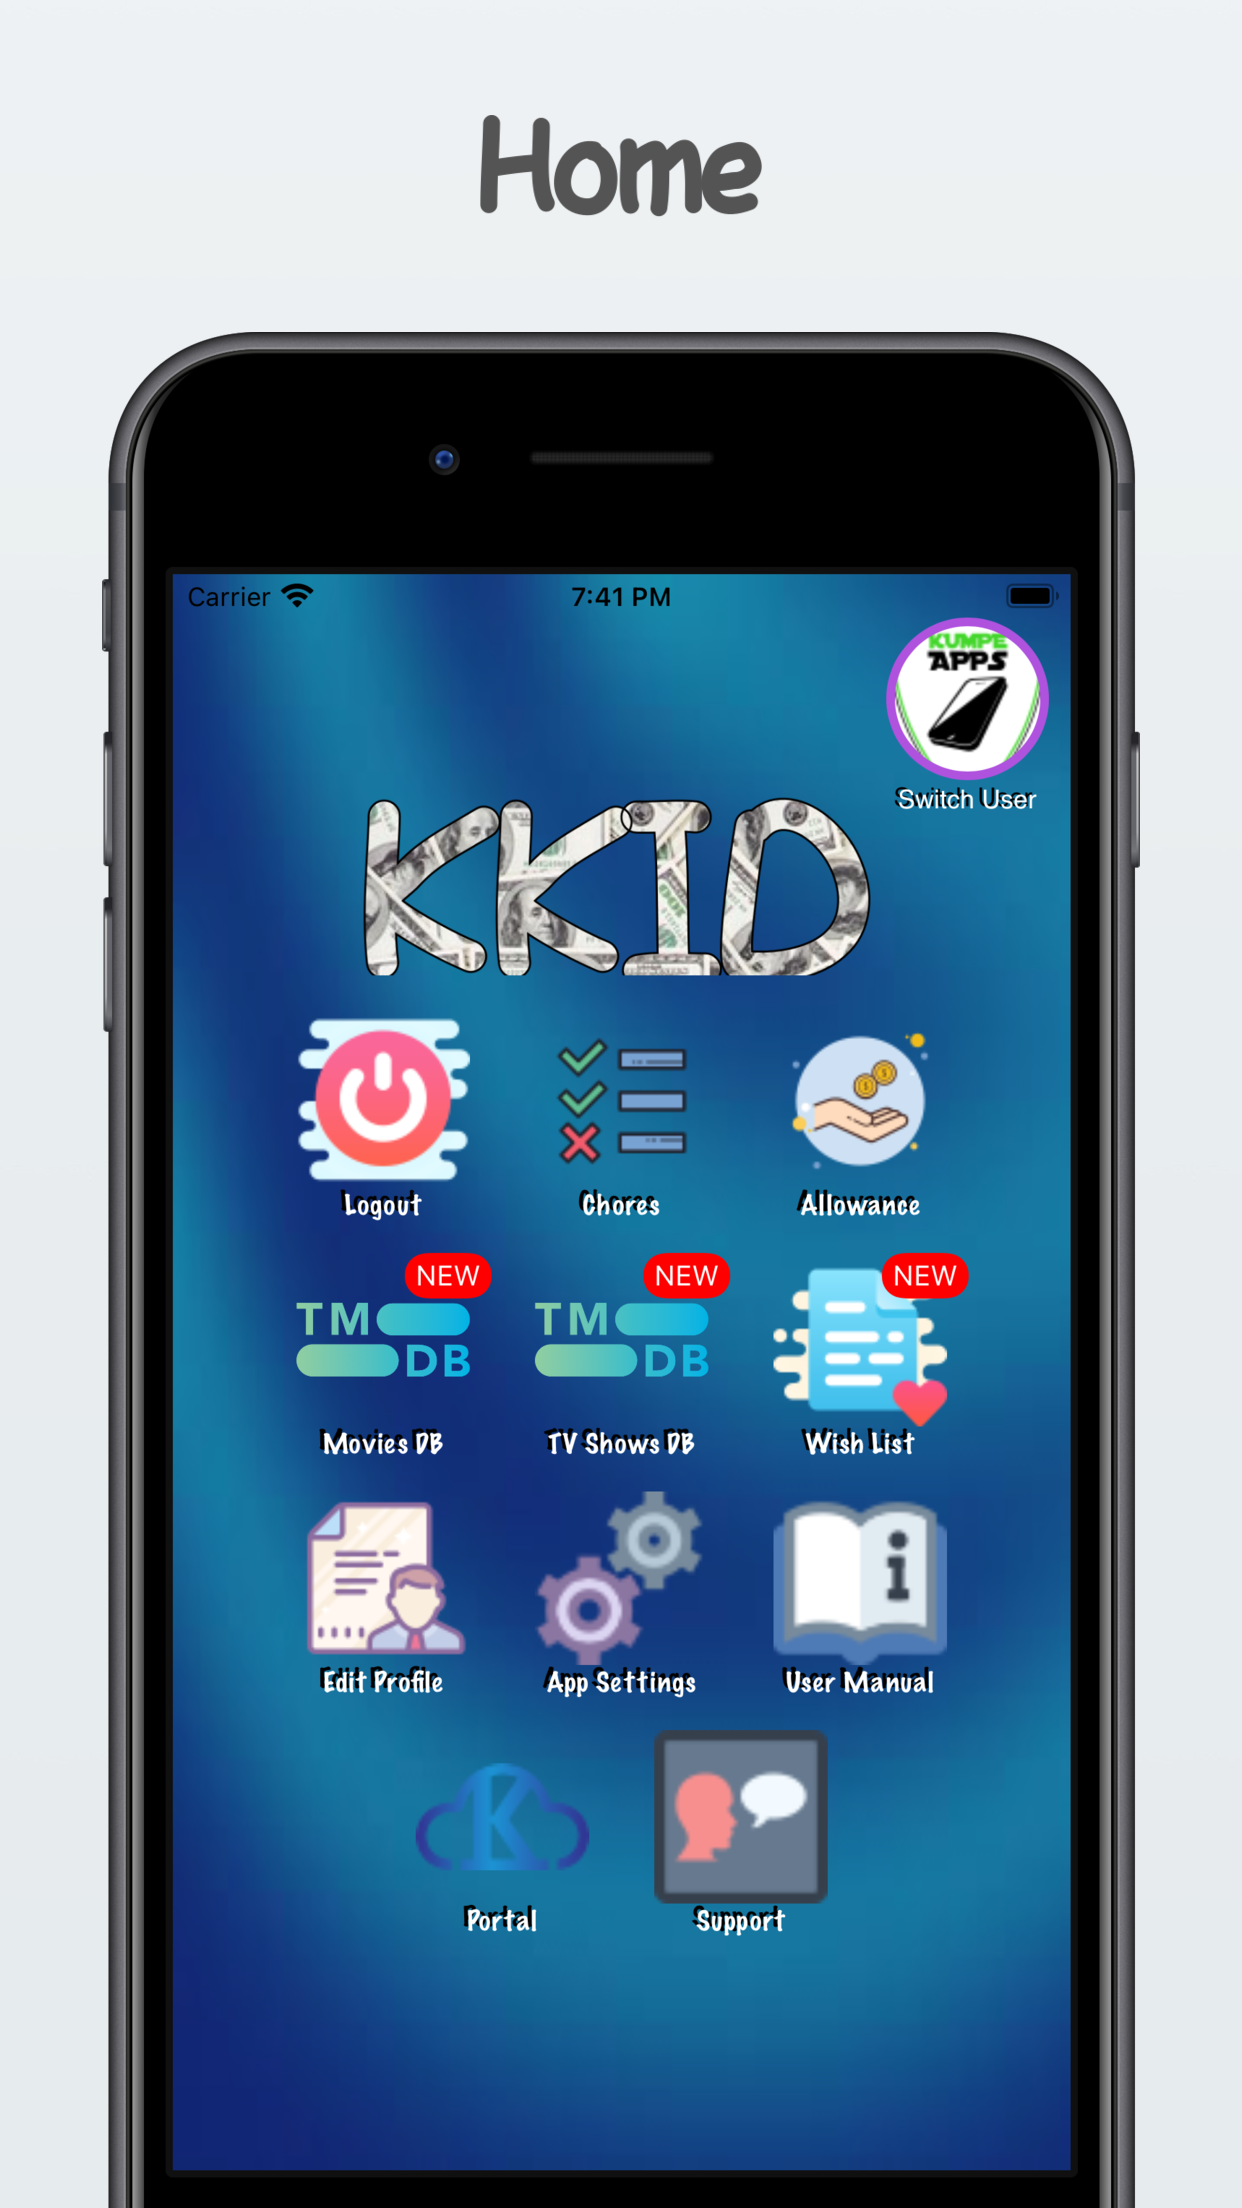 Home
Carrier 7:41 PM
KUMPE
APPS
Switch User
KKID
Logout Chores Allowance
NEW NEW NEW
TM TM
DB DB
Movies DB TV Shows DB Wish List
i
Edit Profile App Settings User Manual
K
Portal Support